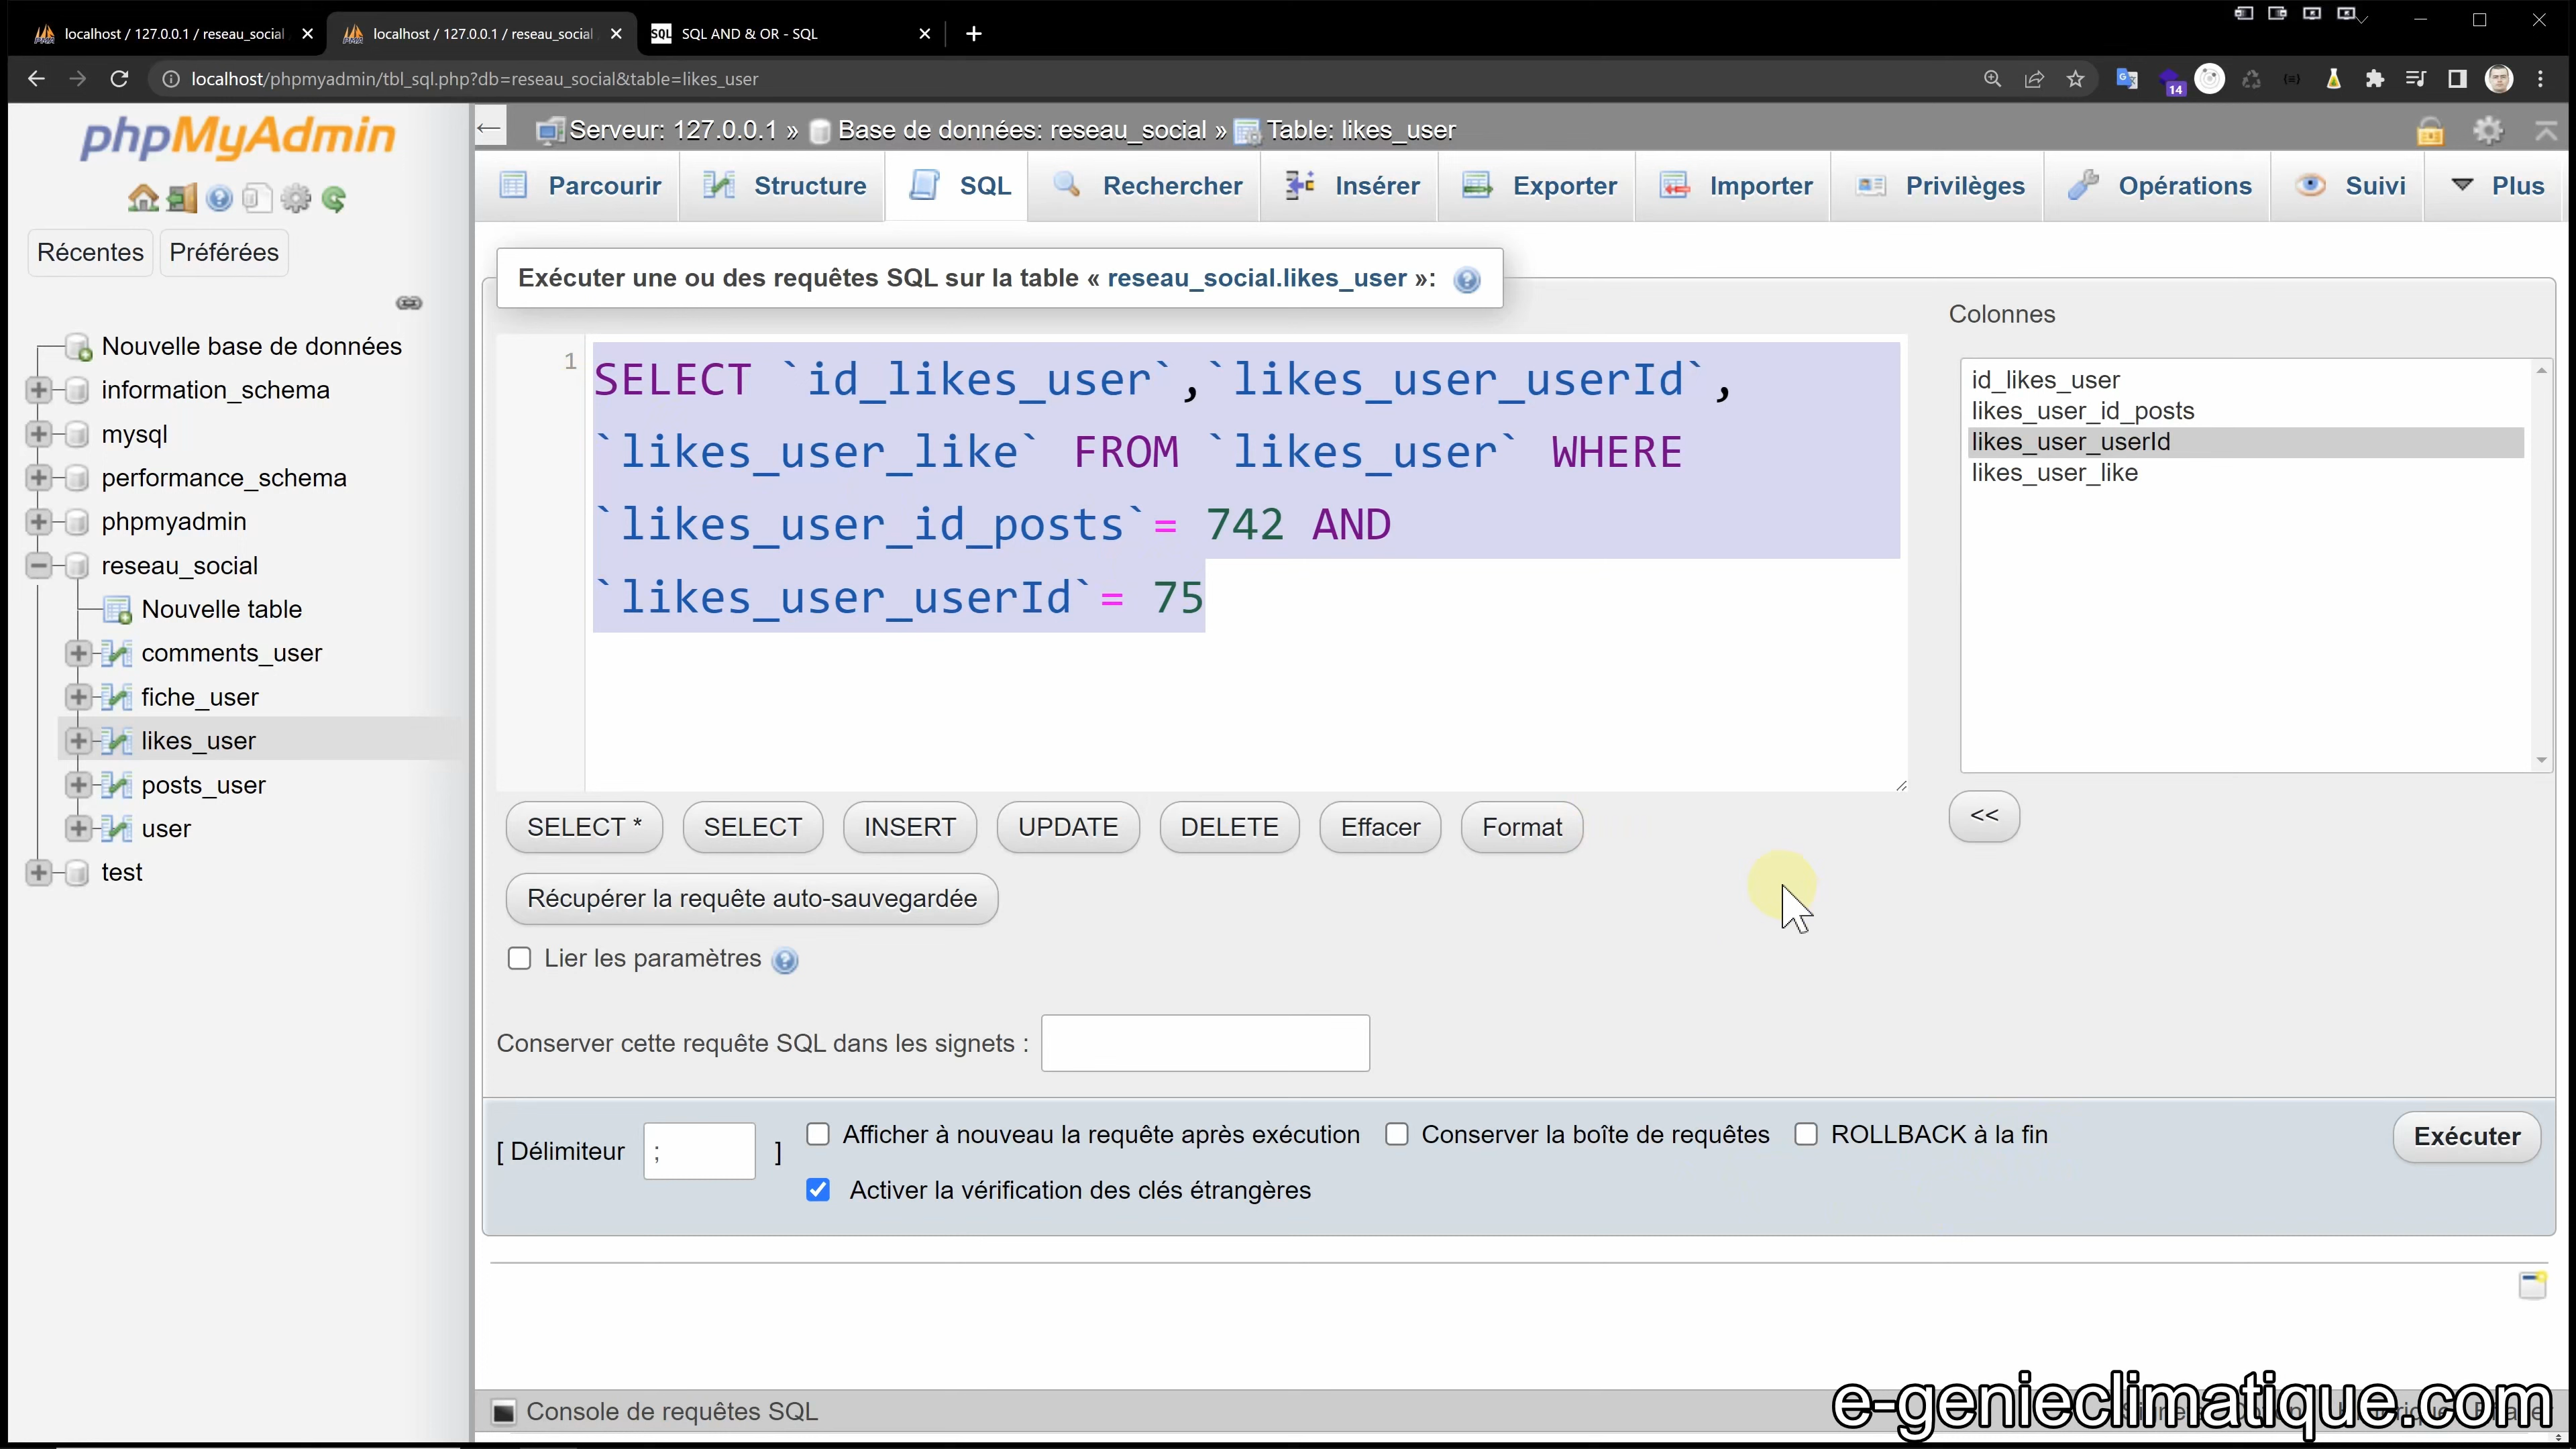 localhost / 127.0.0.1 / reseau_social
localhost / 127.0.0.1 / reseau_social
SQL SQL AND & OR - SQL
localhost/phpmyadmin/tbl_sql.php?db=reseau_social&table=likes_user
14
phpMyAdmin
Récentes
Préférées
Nouvelle base de données
information_schema
mysql
performance_schema
phpmyadmin
reseau_social
Nouvelle table
comments_user
fiche_user
likes_user
posts_user
user
test
Serveur: 127.0.0.1 » Base de données: reseau_social » Table: likes_user
Parcourir
Structure
SQL
Rechercher
Insérer
Exporter
Importer
Privilèges
Opérations
Suivi
Plus
Exécuter une ou des requêtes SQL sur la table « reseau_social.likes_user »:
1
SELECT `id_likes_user`,`likes_user_userId`,
`likes_user_like` FROM `likes_user` WHERE
`likes_user_id_posts`= 742 AND
`likes_user_userId`= 75
Colonnes
id_likes_user
likes_user_id_posts
likes_user_userId
likes_user_like
<<
SELECT *
SELECT
INSERT
UPDATE
DELETE
Effacer
Format
Récupérer la requête auto-sauvegardée
Lier les paramètres
Conserver cette requête SQL dans les signets :
[ Délimiteur ; ]
Afficher à nouveau la requête après exécution
Conserver la boîte de requêtes
ROLLBACK à la fin
Activer la vérification des clés étrangères
Exécuter
Console de requêtes SQL
e-genieclimatique.com